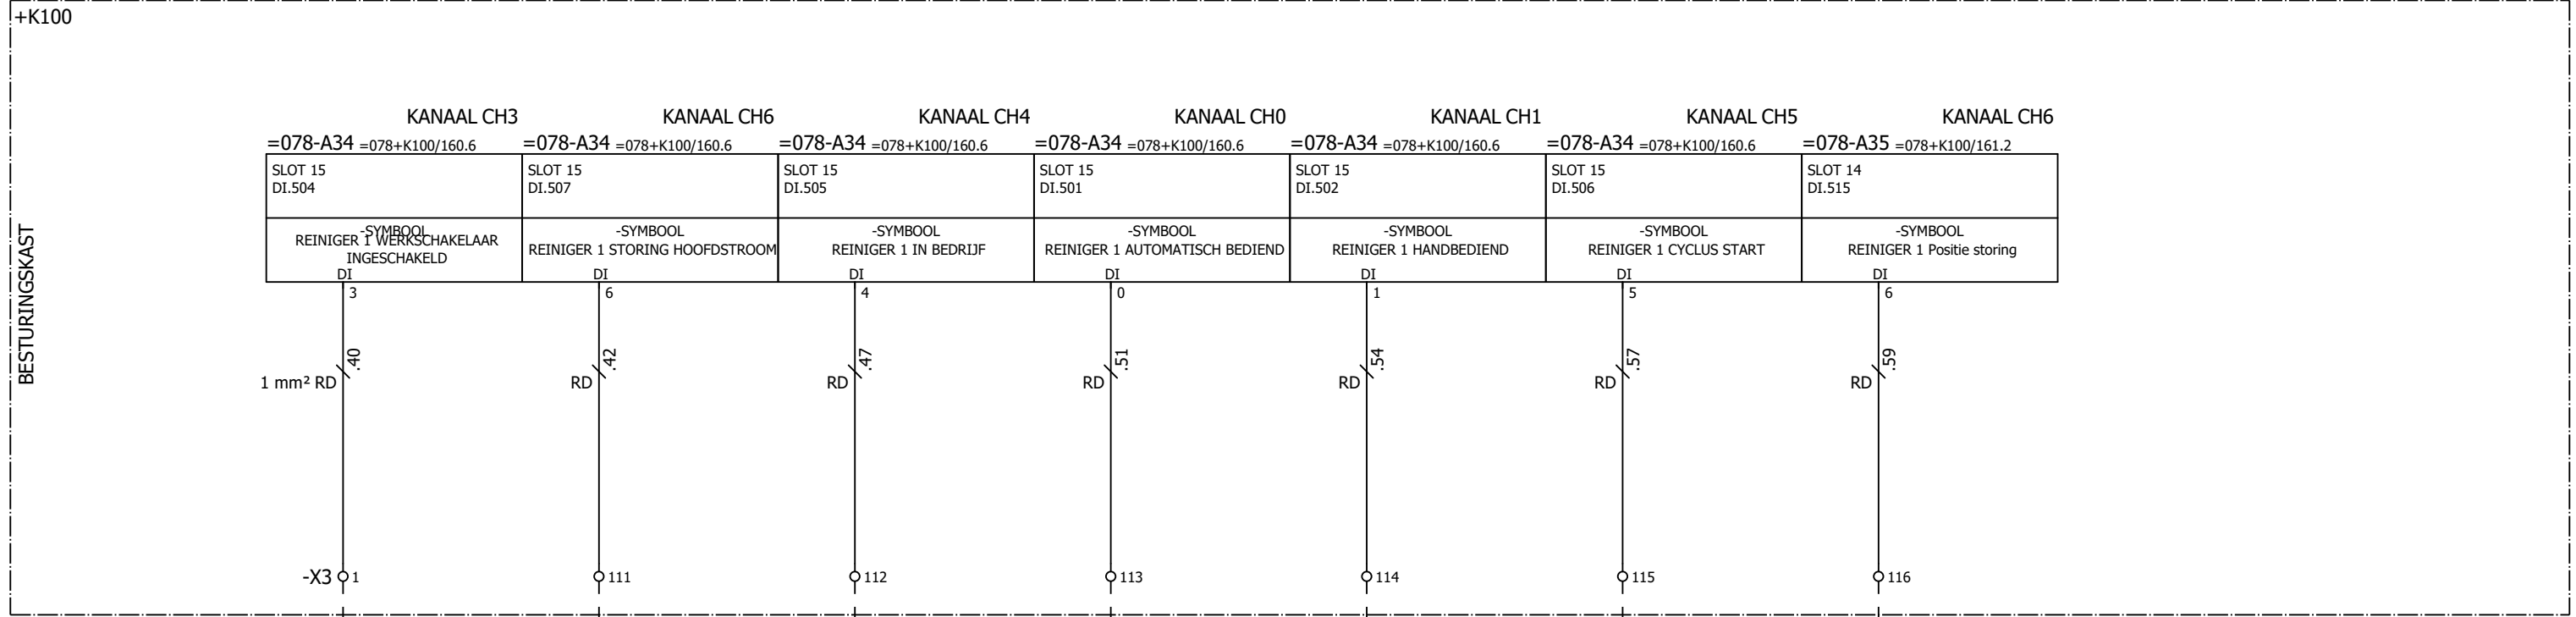 +K100
BESTURINGSKAST
KANAAL CH3 KANAAL CH6 KANAAL CH4 KANAAL CH0 KANAAL CH1 KANAAL CH5 KANAAL CH6
=078-A34 =078+K100/160.6 =078-A34 =078+K100/160.6 =078-A34 =078+K100/160.6 =078-A34 =078+K100/160.6 =078-A34 =078+K100/160.6 =078-A34 =078+K100/160.6 =078-A35 =078+K100/161.2
SLOT 15 SLOT 15 SLOT 15 SLOT 15 SLOT 15 SLOT 15 SLOT 14
DI.504 DI.507 DI.505 DI.501 DI.502 DI.506 DI.515
-SYMBOOL -SYMBOOL -SYMBOOL -SYMBOOL -SYMBOOL -SYMBOOL -SYMBOOL
REINIGER 1 WERKSCHAKELAAR REINIGER 1 STORING HOOFDSTROOM REINIGER 1 IN BEDRIJF REINIGER 1 AUTOMATISCH BEDIEND REINIGER 1 HANDBEDIEND REINIGER 1 CYCLUS START REINIGER 1 Positie storing
INGESCHAKELD
DI DI DI DI DI DI DI
3 6 4 0 1 5 6
.40 .42 .47 .51 .54 .57 .59
1 mm² RD RD RD RD RD RD RD
-X3 1 111 112 113 114 115 116